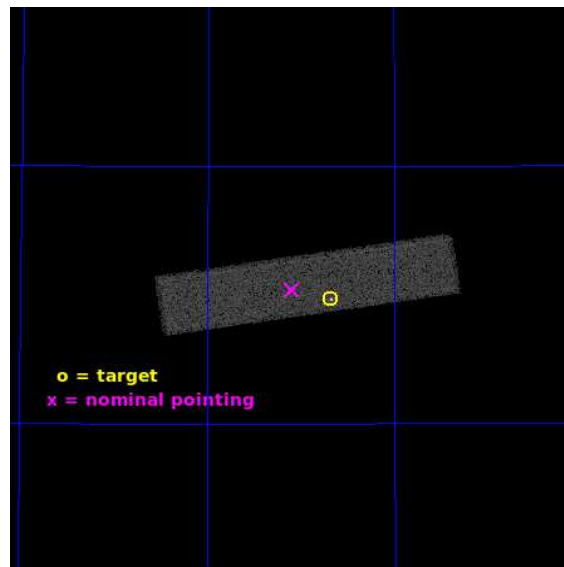 o = target
x = nominal pointing